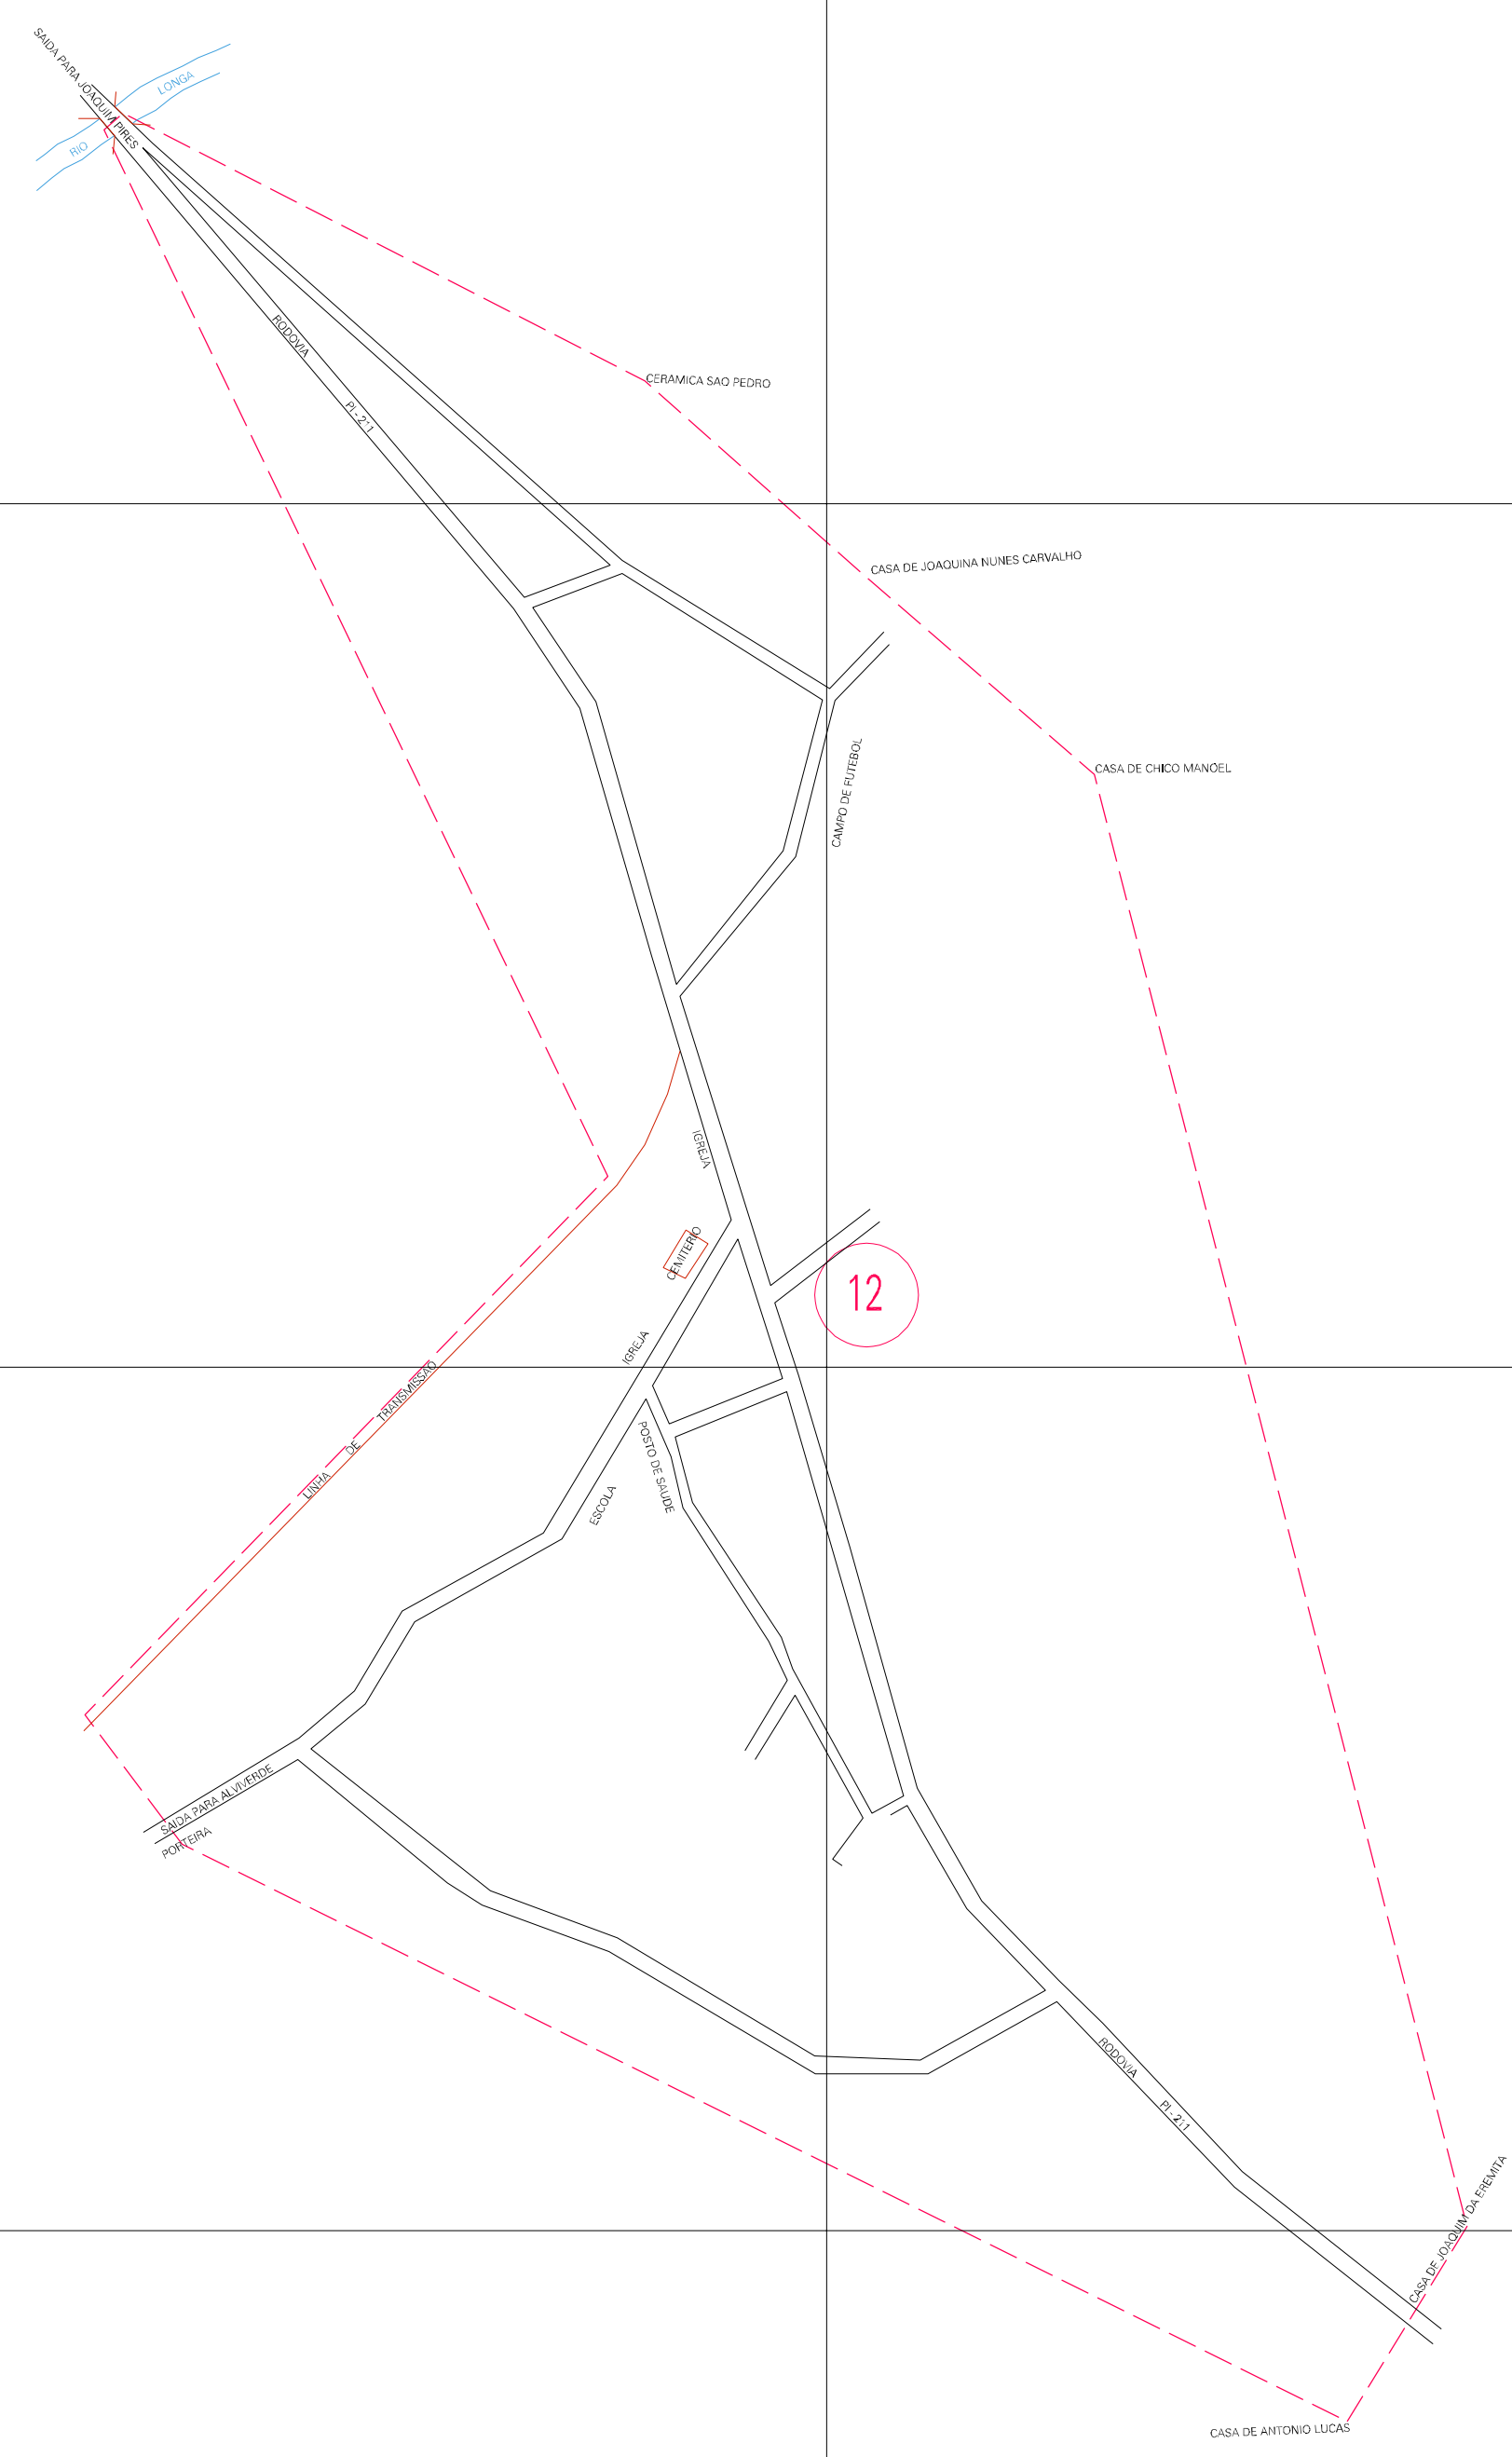 SAIDA PARA JOAQUIM PIRES
LONGA
RIO
RODOVIA
PI - 211
CERAMICA SAO PEDRO
CASA DE JOAQUINA NUNES CARVALHO
CAMPO DE FUTEBOL
CASA DE CHICO MANOEL
IGREJA
CEMITERIO
12
IGREJA
LINHA DE TRANSMISSAO
POSTO DE SAUDE
ESCOLA
SAIDA PARA ALVIVERDE
PORTEIRA
RODOVIA
PI - 211
CASA DE JOAQUIM DA EREMITA
CASA DE ANTONIO LUCAS